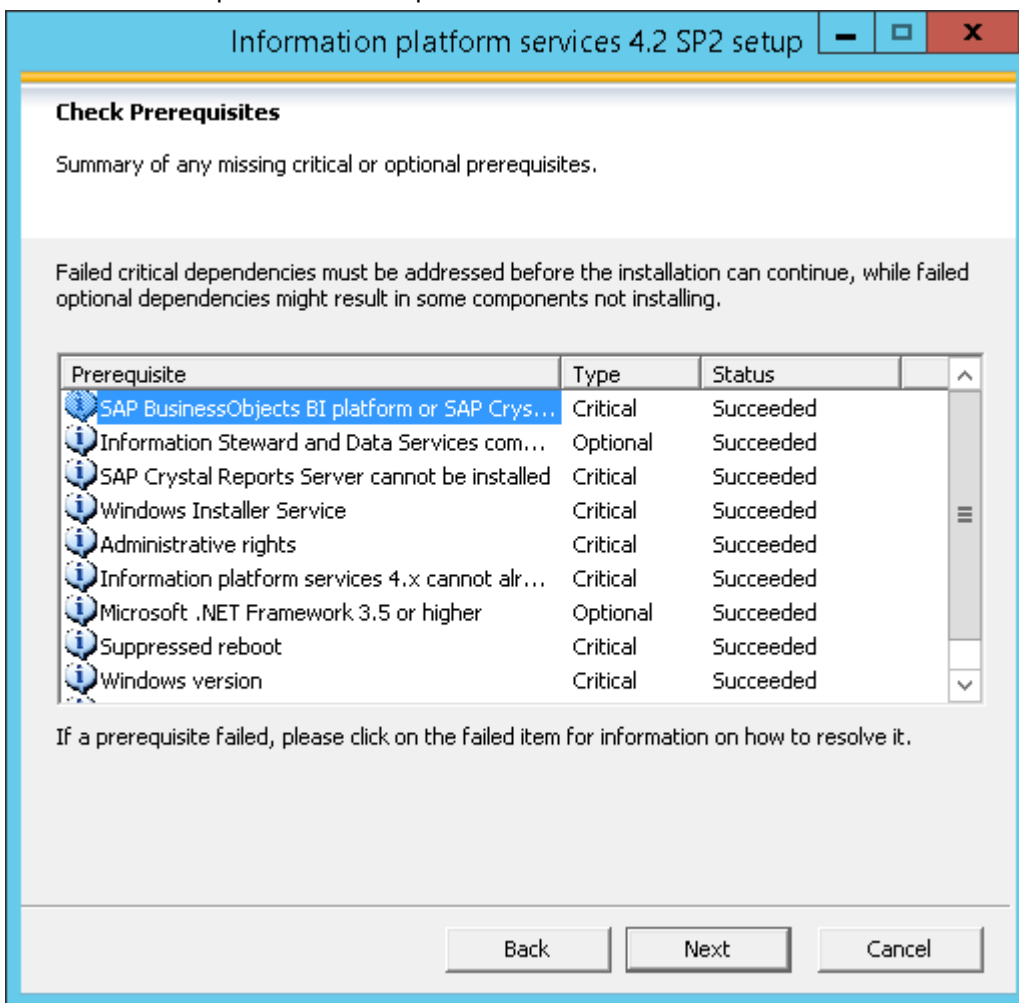 Information platform services 4.2 SP2 setup
Check Prerequisites
Summary of any missing critical or optional prerequisites.
Failed critical dependencies must be addressed before the installation can continue, while failed
optional dependencies might result in some components not installing.
Prerequisite Type Status
SAP BusinessObjects BI platform or SAP Crys... Critical Succeeded
Information Steward and Data Services com... Optional Succeeded
SAP Crystal Reports Server cannot be installed Critical Succeeded
Windows Installer Service Critical Succeeded
Administrative rights Critical Succeeded
Information platform services 4.x cannot alr... Critical Succeeded
Microsoft .NET Framework 3.5 or higher Optional Succeeded
Suppressed reboot Critical Succeeded
Windows version Critical Succeeded
If a prerequisite failed, please click on the failed item for information on how to resolve it.
Back Next Cancel